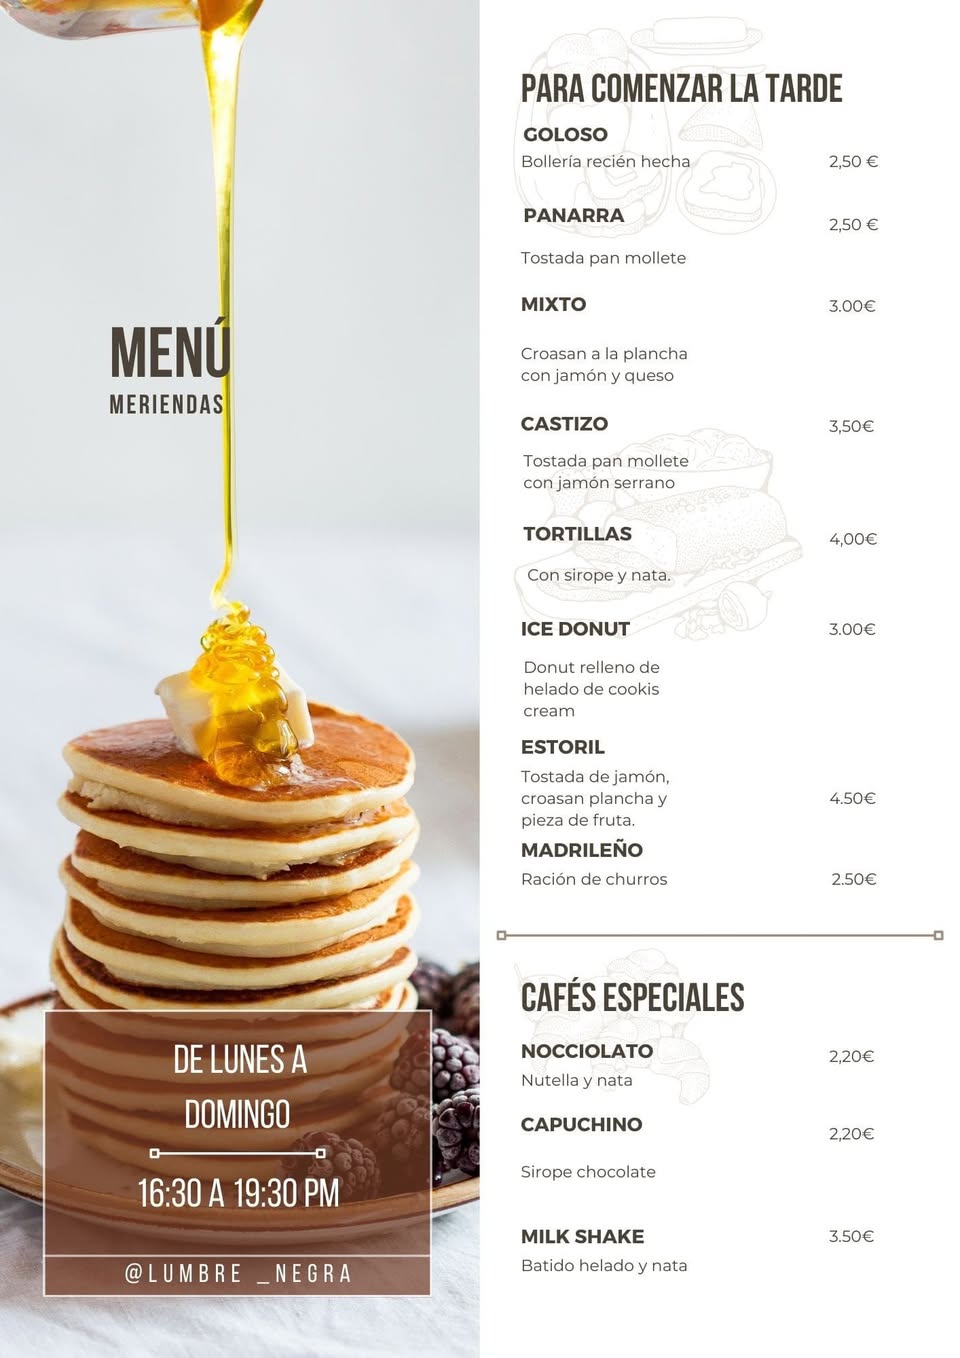 MENÚ
MERIENDAS
DE LUNES A
DOMINGO
16:30 A 19:30 PM
@LUMBRE _NEGRA
PARA COMENZAR LA TARDE
GOLOSO
Bollería recién hecha 2,50 €
PANARRA 2,50 €
Tostada pan mollete
MIXTO 3.00€
Croasan a la plancha
con jamón y queso
CASTIZO 3,50€
Tostada pan mollete
con jamón serrano
TORTILLAS 4,00€
Con sirope y nata.
ICE DONUT 3.00€
Donut relleno de
helado de cookis
cream
ESTORIL
Tostada de jamón,
croasan plancha y 4.50€
pieza de fruta.
MADRILEÑO
Ración de churros 2.50€
CAFÉS ESPECIALES
NOCCIOLATO 2,20€
Nutella y nata
CAPUCHINO 2,20€
Sirope chocolate
MILK SHAKE 3.50€
Batido helado y nata